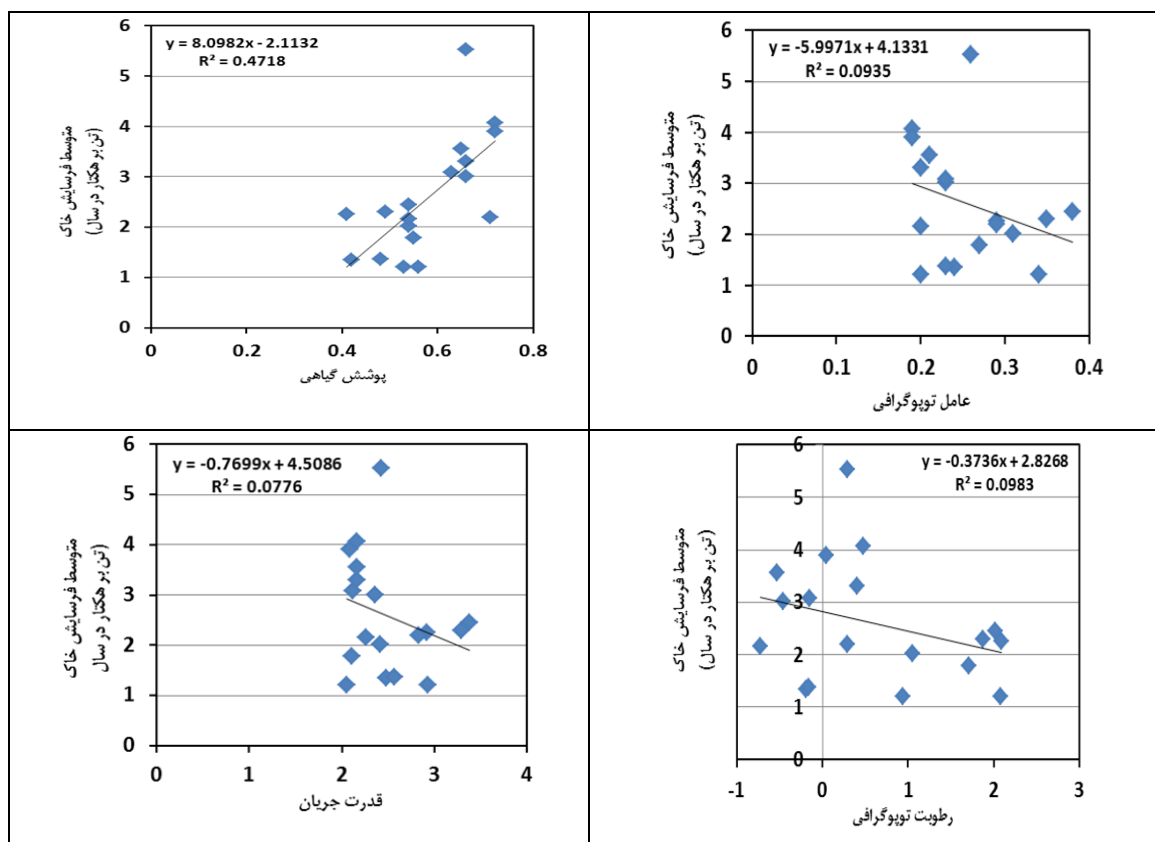 y = 8.0982x - 2.1132
R² = 0.4718
6
5
4
3
2
1
0
0 0.2 0.4 0.6 0.8
متوسط فرسایش خاک
(تن بر هکتار در سال)
پوشش گیاهی
y = -5.9971x + 4.1331
R² = 0.0935
6
5
4
3
2
1
0
0 0.1 0.2 0.3 0.4
متوسط فرسایش خاک
(تن بر هکتار در سال)
عامل توپوگرافی
y = -0.7699x + 4.5086
R² = 0.0776
6
5
4
3
2
1
0
0 1 2 3 4
متوسط فرسایش خاک
(تن بر هکتار در سال
قدرت جریان
y = -0.3736x + 2.8268
R² = 0.0983
6
5
4
3
2
1
0
-1 0 1 2 3
متوسط فرسایش خاک
(تن بر هکتار در سال)
رطوبت توپوگرافی